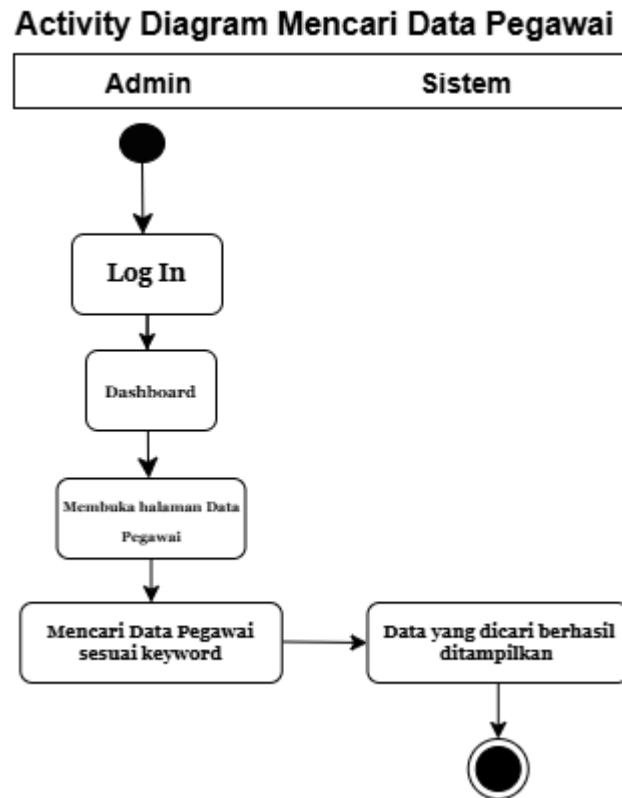 Activity Diagram Mencari Data Pegawai
Admin
Sistem
Log In
Dashboard
Membuka halaman Data
Pegawai
Mencari Data Pegawai
sesuai keyword
Data yang dicari berhasil
ditampilkan